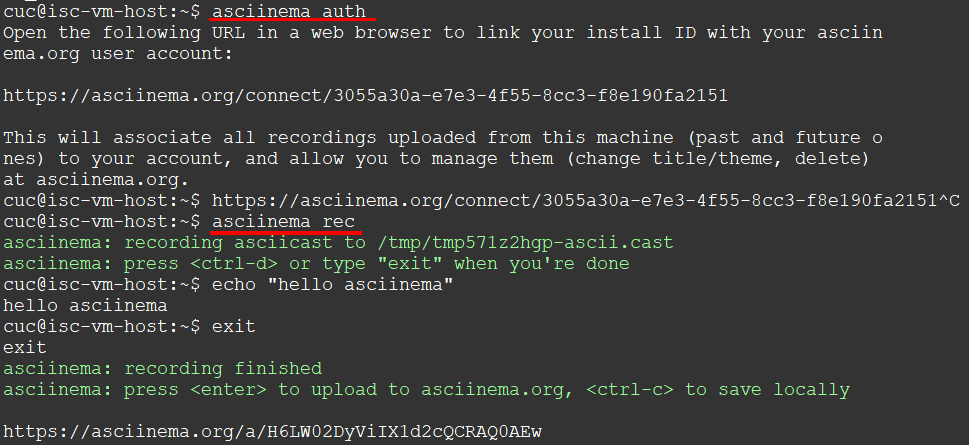 cuc@isc-vm-host:~$ asciinema auth
Open the following URL in a web browser to link your install ID with your asciin
ema.org user account:
https://asciinema.org/connect/3055a30a-e7e3-4f55-8cc3-f8e190fa2151
This will associate all recordings uploaded from this machine (past and future o
nes) to your account, and allow you to manage them (change title/theme, delete)
at asciinema.org.
cuc@isc-vm-host:~$ https://asciinema.org/connect/3055a30a-e7e3-4f55-8cc3-f8e190fa2151^C
cuc@isc-vm-host:~$ asciinema rec
asciinema: recording asciicast to /tmp/tmp571z2hgp-ascii.cast
asciinema: press <ctrl-d> or type "exit" when you're done
cuc@isc-vm-host:~$ echo "hello asciinema"
hello asciinema
cuc@isc-vm-host:~$ exit
exit
asciinema: recording finished
asciinema: press <enter> to upload to asciinema.org, <ctrl-c> to save locally
https://asciinema.org/a/H6LW02DyViIX1d2cQCRAQ0AEw